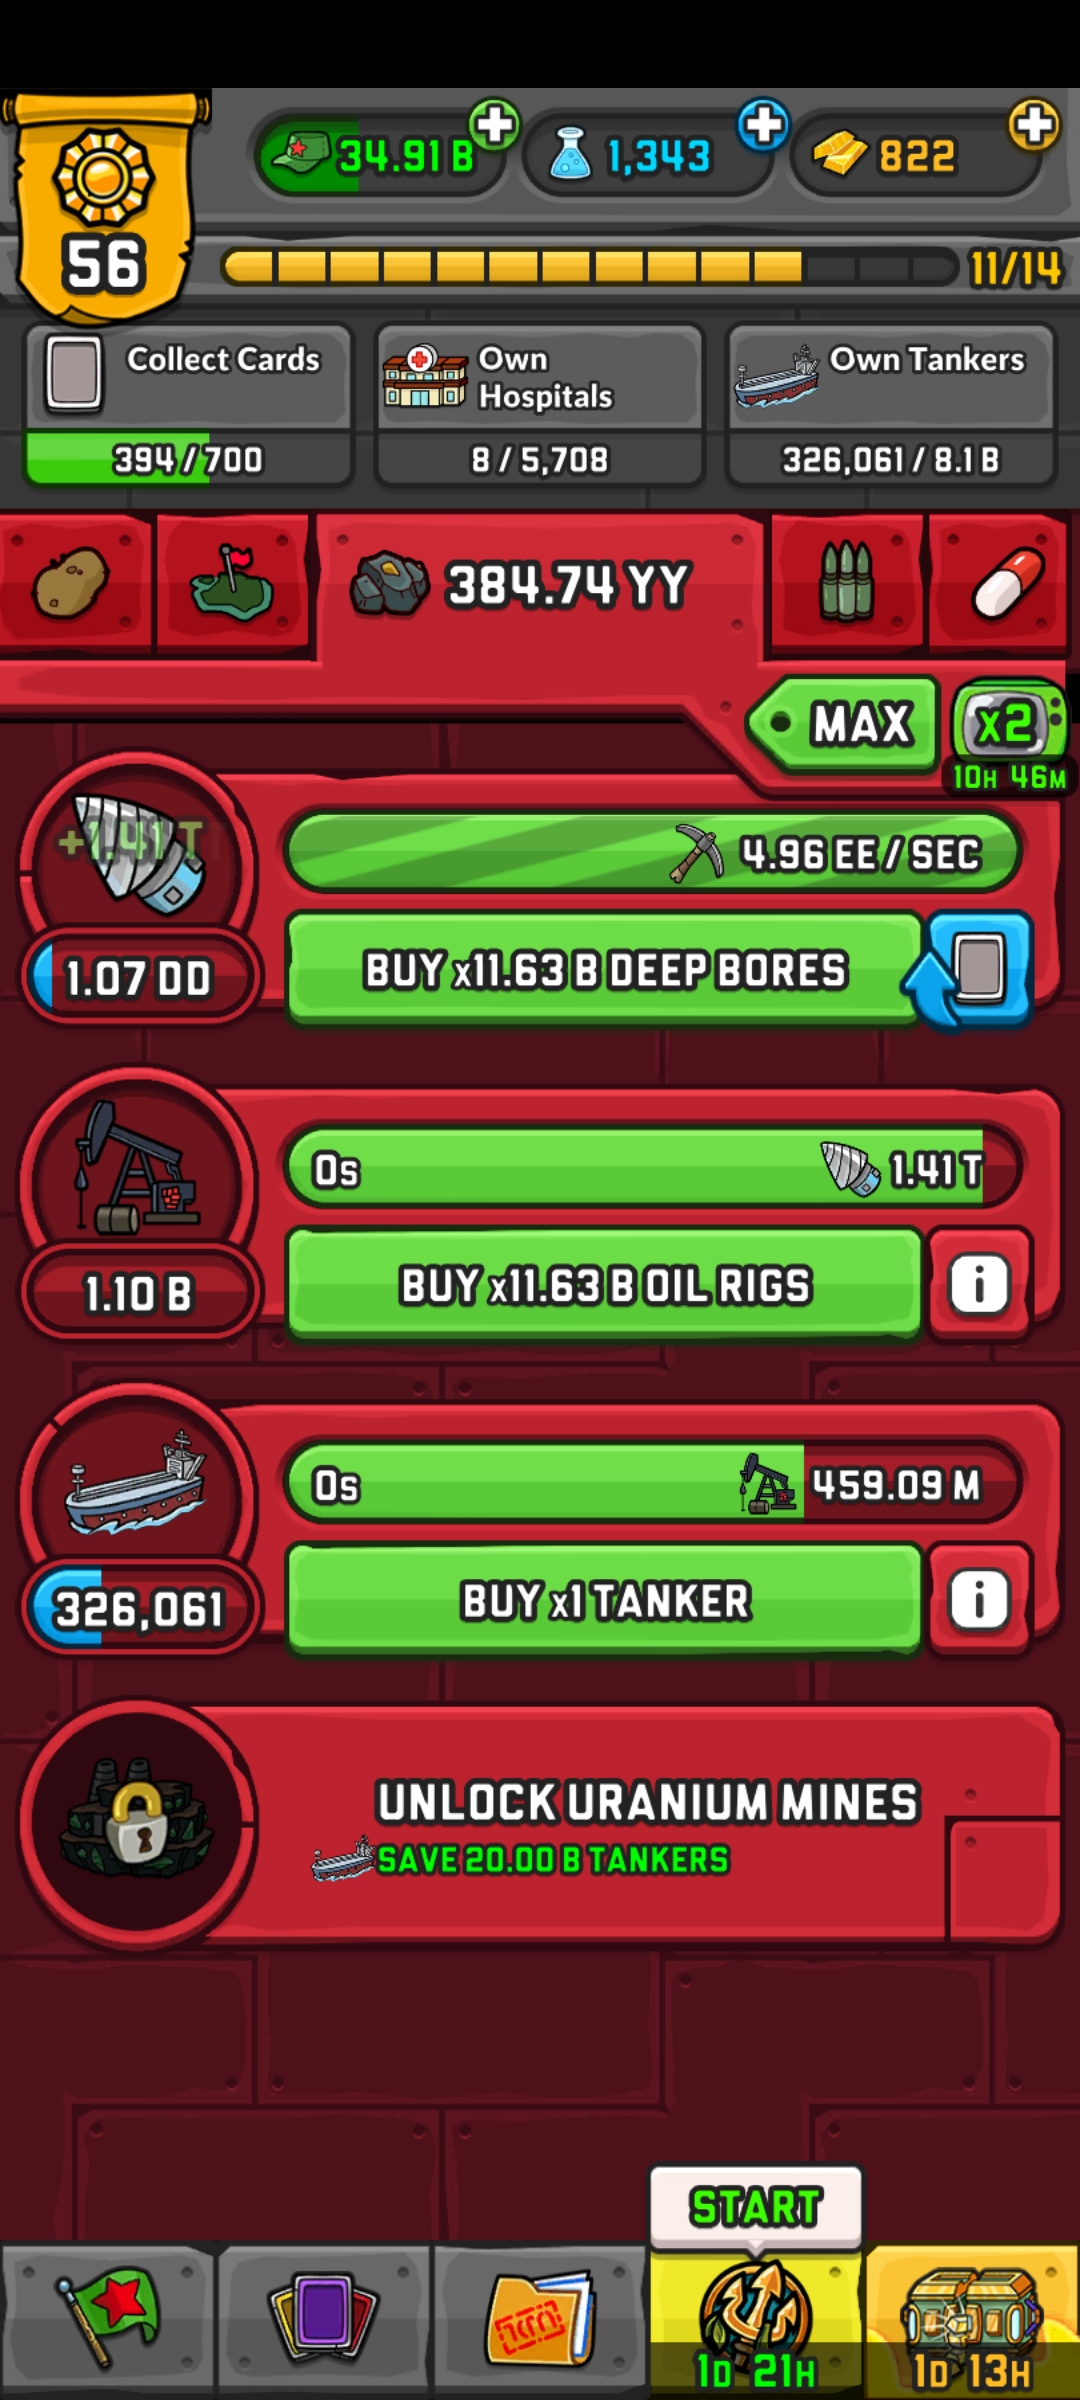 56
34.91 B
1,343
822
11/14
Collect Cards
394 / 700
Own
Hospitals
8 / 5,708
Own Tankers
326,061 / 8.1 B
384.74 YY
MAX
x2
10H 46M
+1.41 T
4.96 EE / SEC
1.07 DD
BUY x11.63 B DEEP BORES
0s
1.41 T
1.10 B
BUY x11.63 B OIL RIGS
i
0s
459.09 M
326,061
BUY x1 TANKER
i
UNLOCK URANIUM MINES
SAVE 20.00 B TANKERS
START
1D 21H
1D 13H